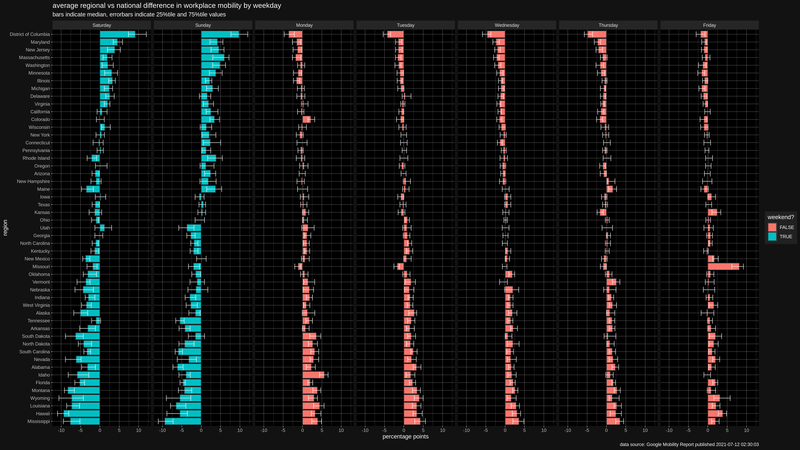 average regional vs national difference in workplace mobility by weekday
bars indicate median, errorbars indicate 25%tile and 75%tile values
Saturday Sunday Monday Tuesday Wednesday Thursday Friday
District of Columbia
Maryland
New Jersey
Massachusetts
Washington
Minnesota
Illinois
Michigan
Delaware
Virginia
California
Colorado
Wisconsin
New York
Connecticut
Pennsylvania
Rhode Island
Oregon
Arizona
New Hampshire
Maine
Iowa
Texas
Kansas
Ohio
Utah
Georgia
North Carolina
Kentucky
New Mexico
Missouri
Oklahoma
Vermont
Nebraska
Indiana
West Virginia
Alaska
Tennessee
Arkansas
South Dakota
North Dakota
South Carolina
Nevada
Alabama
Idaho
Florida
Montana
Wyoming
Louisiana
Hawaii
Mississippi
region
-10 -5 0 5 10 -10 -5 0 5 10 -10 -5 0 5 10 -10 -5 0 5 10 -10 -5 0 5 10 -10 -5 0 5 10 -10 -5 0 5 10
percentage points
weekend?
FALSE
TRUE
data source: Google Mobility Report published 2021-07-12 02:30:03